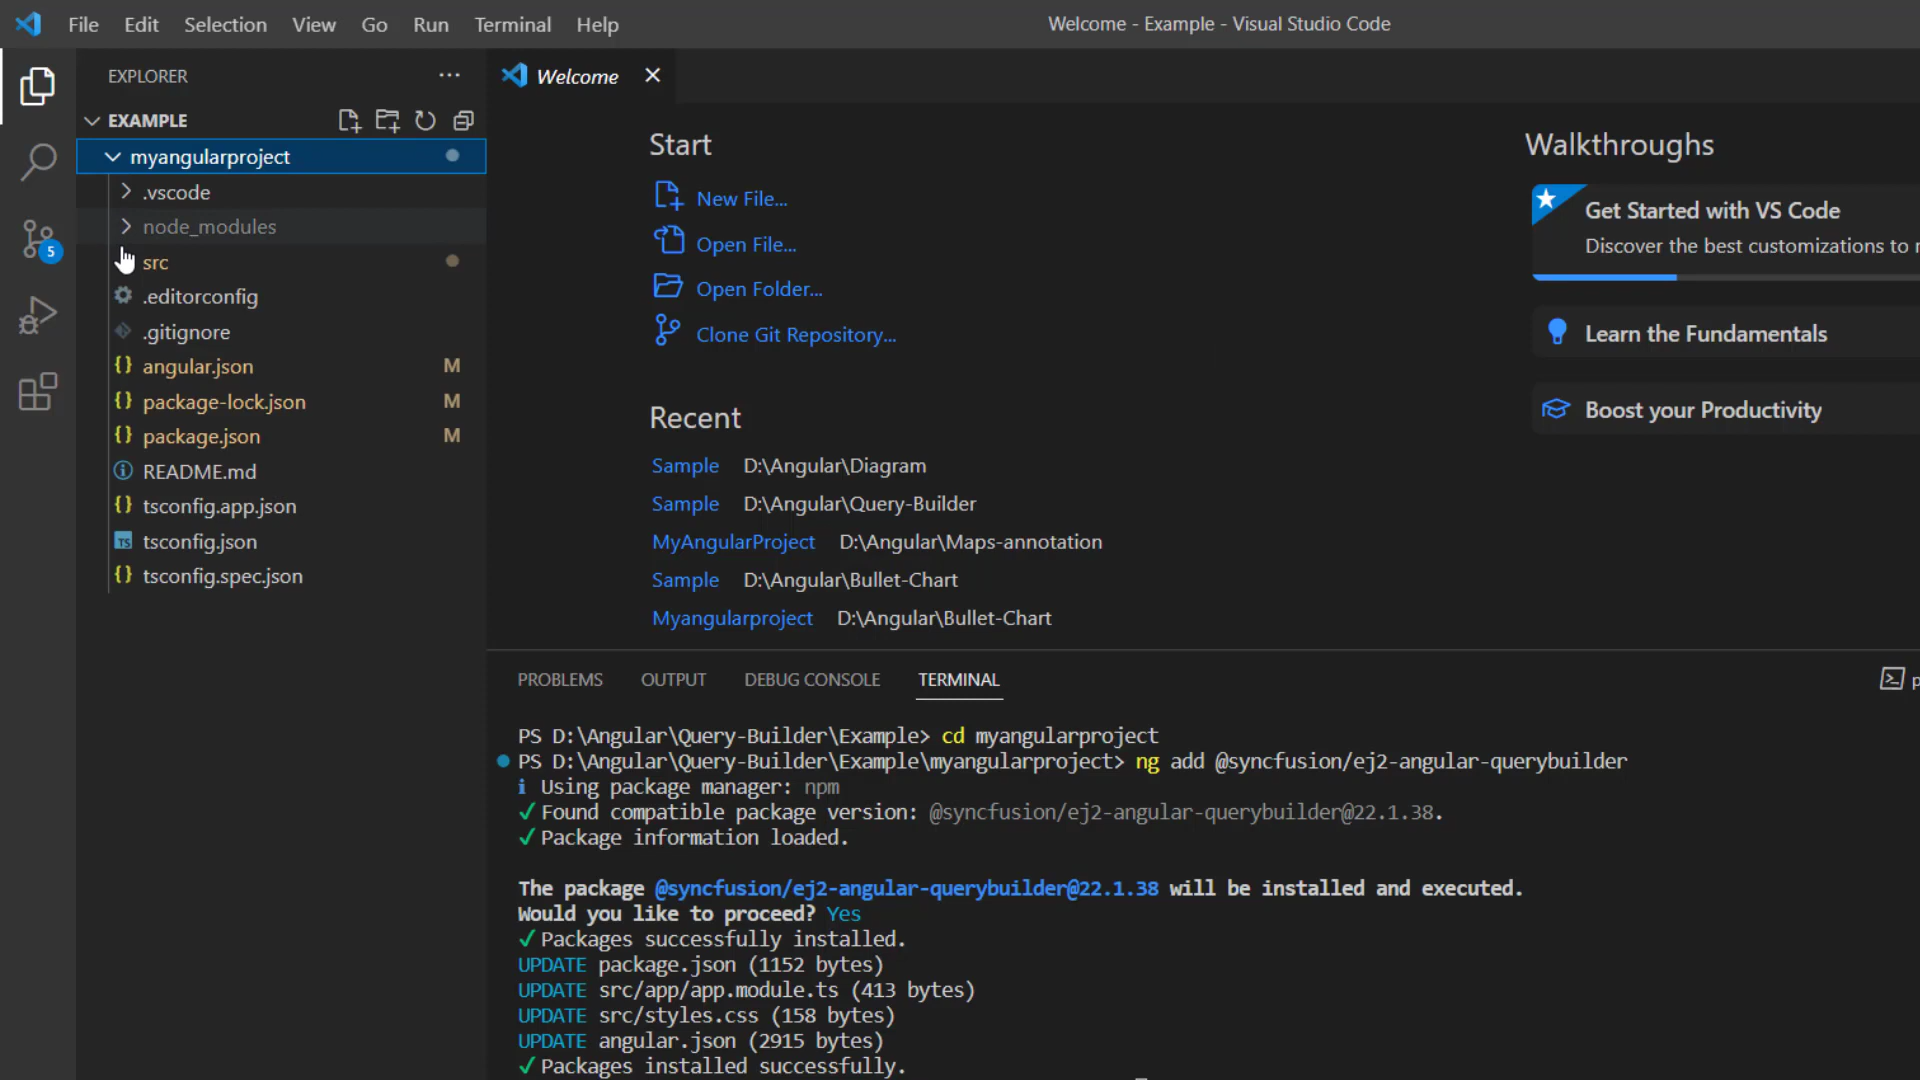 File Edit Selection View Go Run Terminal Help
Welcome - Example - Visual Studio Code
EXPLORER
EXAMPLE
myangularproject
.vscode
node_modules
src
.editorconfig
.gitignore
angular.json M
package-lock.json M
package.json M
README.md
tsconfig.app.json
tsconfig.json
tsconfig.spec.json
5
Welcome
Start
New File...
Open File...
Open Folder...
Clone Git Repository...
Recent
Sample D:\Angular\Diagram
Sample D:\Angular\Query-Builder
MyAngularProject D:\Angular\Maps-annotation
Sample D:\Angular\Bullet-Chart
Myangularproject D:\Angular\Bullet-Chart
Walkthroughs
Get Started with VS Code
Discover the best customizations to
Learn the Fundamentals
Boost your Productivity
PROBLEMS OUTPUT DEBUG CONSOLE TERMINAL
PS D:\Angular\Query-Builder\Example> cd myangularproject
PS D:\Angular\Query-Builder\Example\myangularproject> ng add @syncfusion/ej2-angular-querybuilder
i Using package manager: npm
✓ Found compatible package version: @syncfusion/ej2-angular-querybuilder@22.1.38.
✓ Package information loaded.
The package @syncfusion/ej2-angular-querybuilder@22.1.38 will be installed and executed.
Would you like to proceed? Yes
✓ Packages successfully installed.
UPDATE package.json (1152 bytes)
UPDATE src/app/app.module.ts (413 bytes)
UPDATE src/styles.css (158 bytes)
UPDATE angular.json (2915 bytes)
✓ Packages installed successfully.